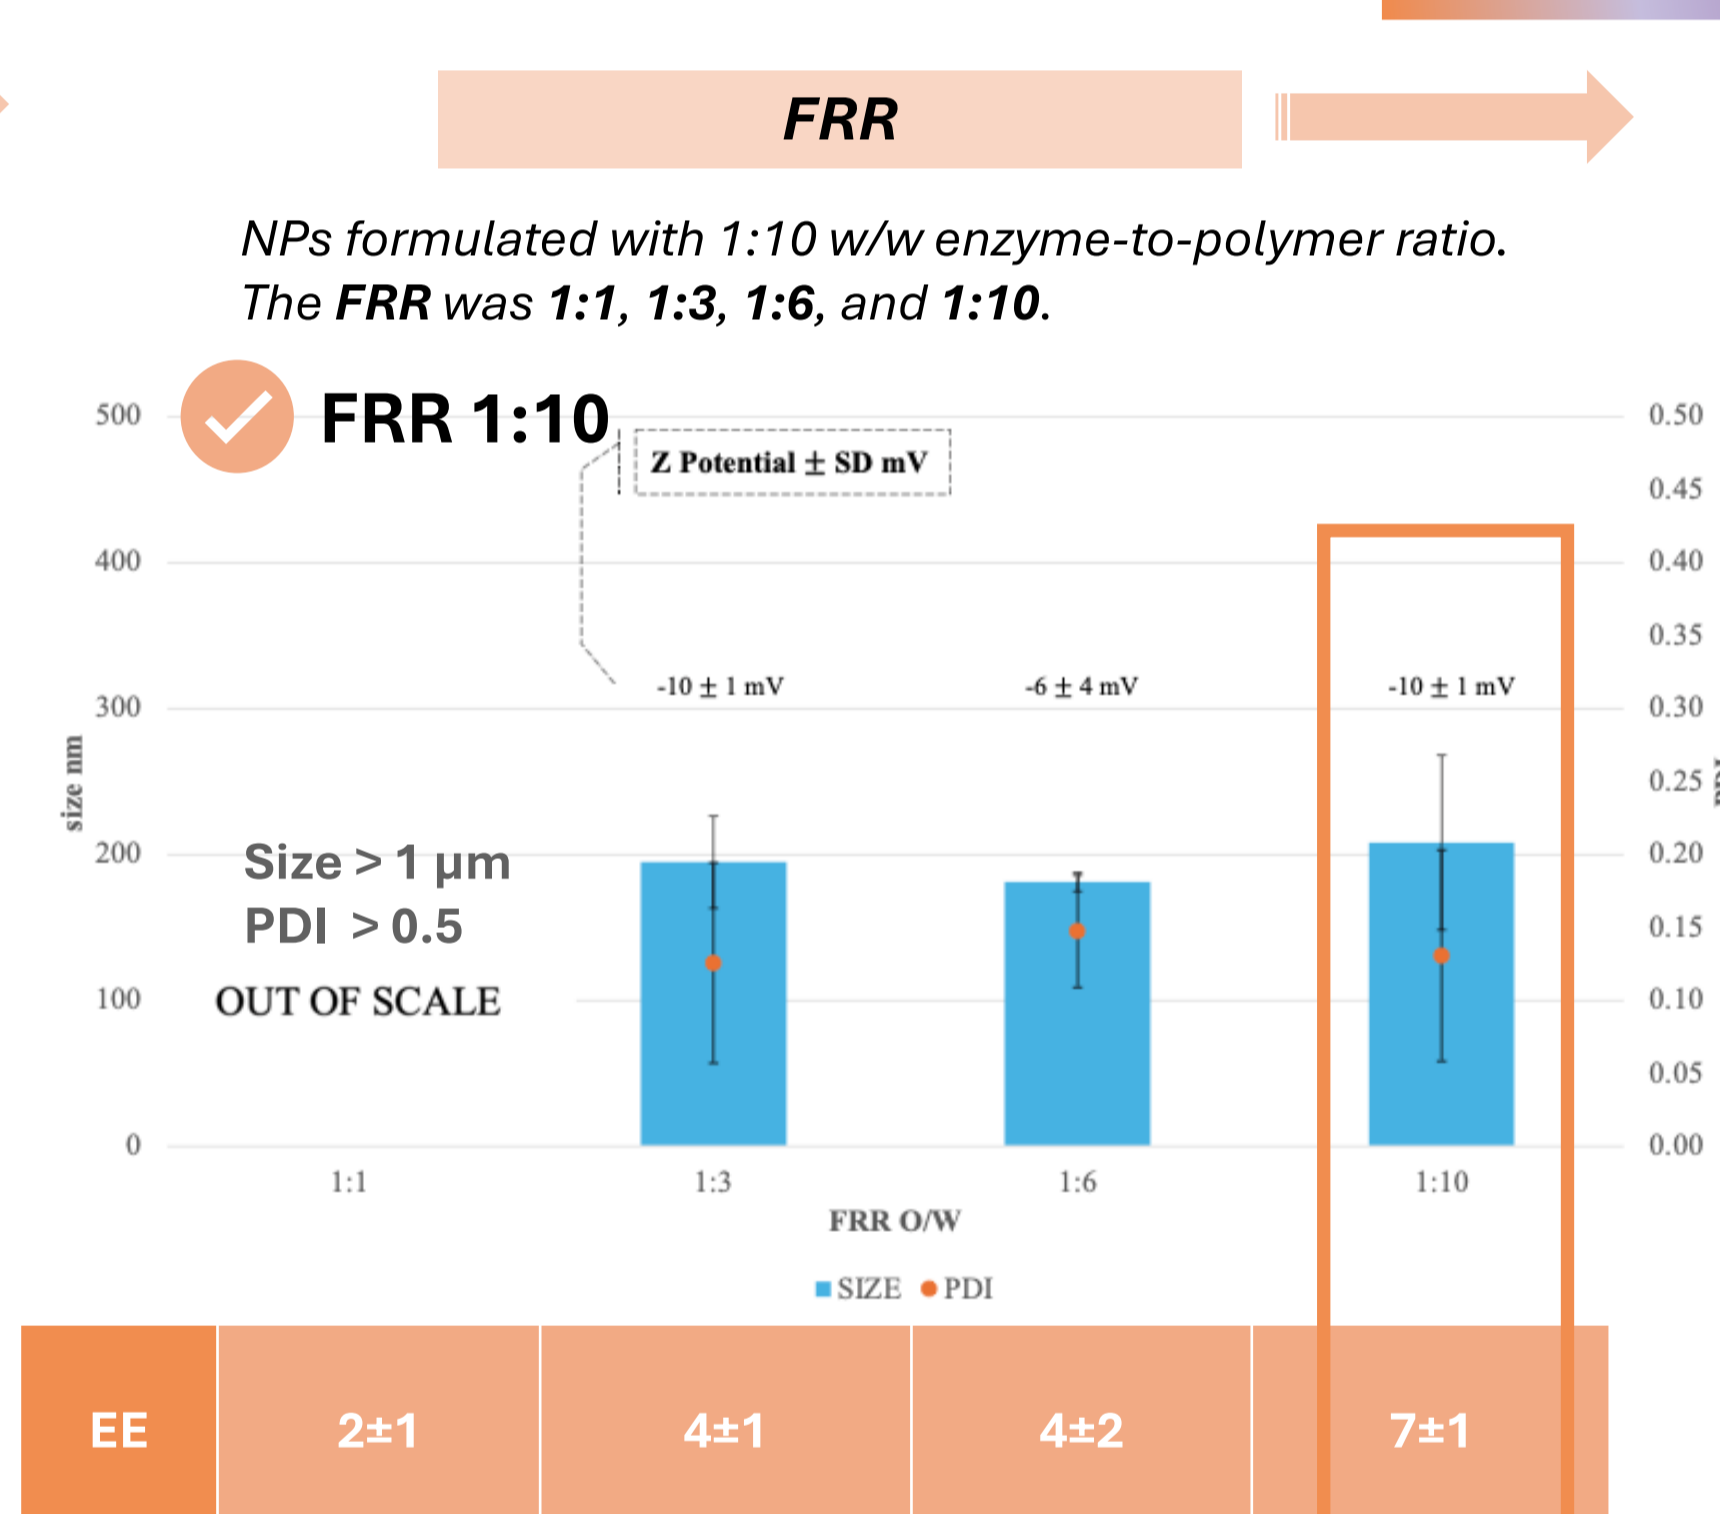 FRR
NPs formulated with 1:10 w/w enzyme-to-polymer ratio.
The FRR was 1:1, 1:3, 1:6, and 1:10.
FRR 1:10
Z Potential ± SD mV
500
400
300
200
100
0
size nm
0.50
0.45
0.40
0.35
0.30
0.25
0.20
0.15
0.10
0.05
0.00
-10 ± 1 mV
-6 ± 4 mV
-10 ± 1 mV
Size > 1 µm
PDI > 0.5
OUT OF SCALE
1:1
1:3
1:6
1:10
FRR O/W
SIZE
PDI
EE
2±1
4±1
4±2
7±1